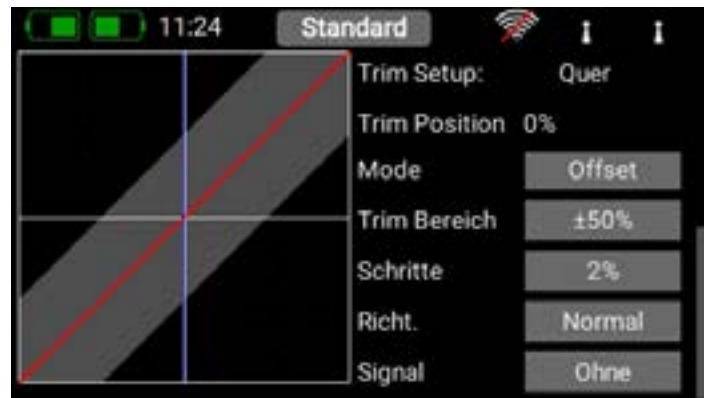 11:24 Standard
Trim Setup: Quer
Trim Position 0%
Mode Offset
Trim Bereich ±50%
Schritte 2%
Richt. Normal
Signal Ohne